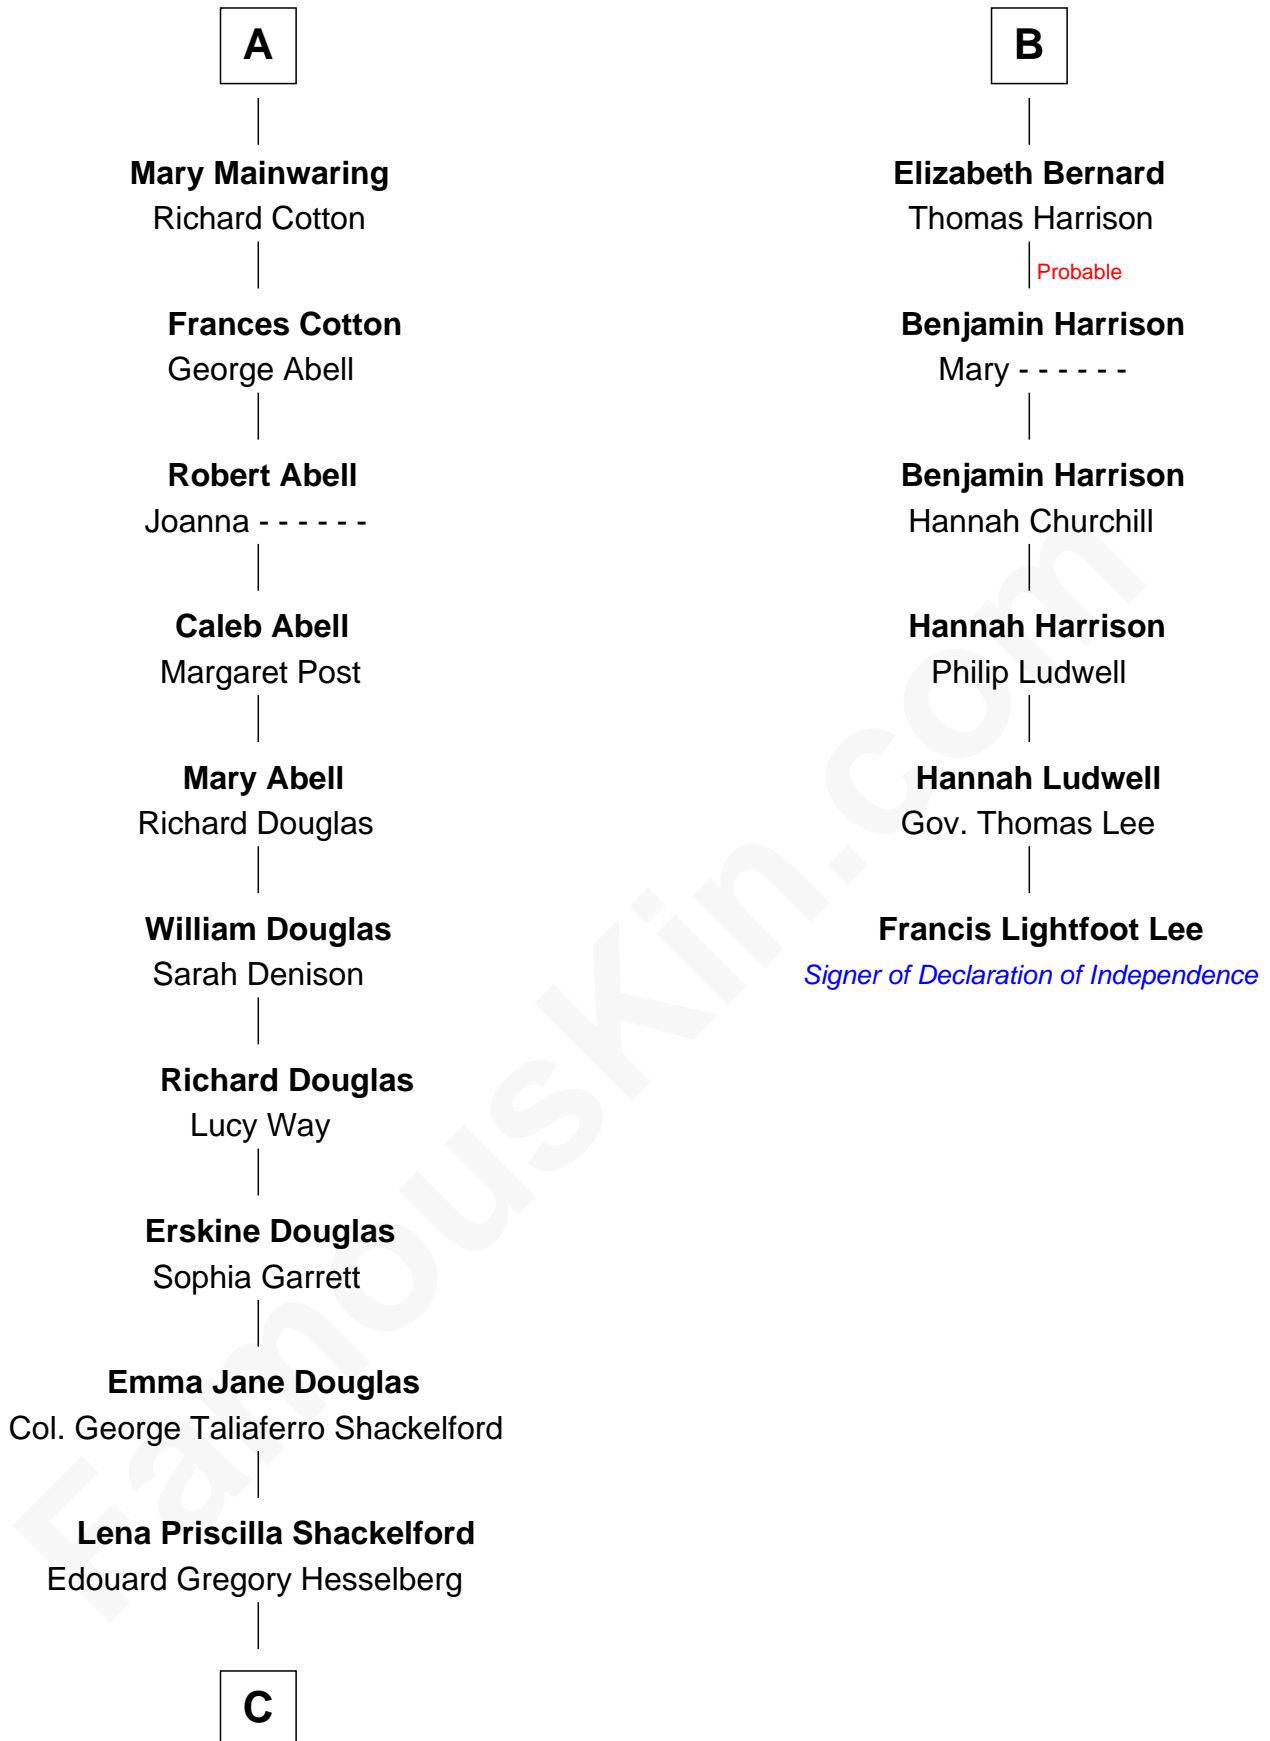 A
Mary Mainwaring
Richard Cotton
Frances Cotton
George Abell
Robert Abell
Joanna - - - - - -
Caleb Abell
Margaret Post
Mary Abell
Richard Douglas
William Douglas
Sarah Denison
Richard Douglas
Lucy Way
Erskine Douglas
Sophia Garrett
Emma Jane Douglas
Col. George Taliaferro Shackelford
Lena Priscilla Shackelford
Edouard Gregory Hesselberg
C
B
Elizabeth Bernard
Thomas Harrison
Probable
Benjamin Harrison
Mary - - - - - -
Benjamin Harrison
Hannah Churchill
Hannah Harrison
Philip Ludwell
Hannah Ludwell
Gov. Thomas Lee
Francis Lightfoot Lee
Signer of Declaration of Independence
FamousKin.com